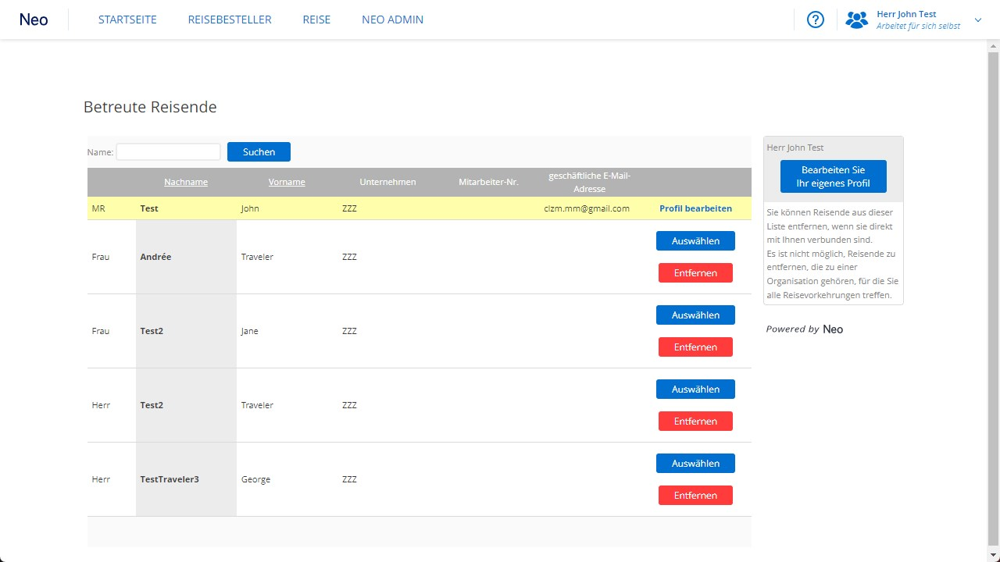 Neo STARTSEITE REISEBESTELLER REISE NEO ADMIN ? Herr John Test
Arbeitet für sich selbst
Betreute Reisende
Name: Suchen
Nachname Vorname Unternehmen Mitarbeiter-Nr. geschäftliche E-Mail-
Adresse
MR Test John ZZZ clzm.mm@gmail.com Profil bearbeiten
Frau Andrée Traveler ZZZ Auswählen
Entfernen
Frau Test2 Jane ZZZ Auswählen
Entfernen
Herr Test2 Traveler ZZZ Auswählen
Entfernen
Herr TestTraveler3 George ZZZ Auswählen
Entfernen
Herr John Test
Bearbeiten Sie
Ihr eigenes Profil
Sie können Reisende aus dieser
Liste entfernen, wenn sie direkt
mit Ihnen verbunden sind.
Es ist nicht möglich, Reisende zu
entfernen, die zu einer
Organisation gehören, für die Sie
alle Reisevorkehrungen treffen.
Powered by Neo